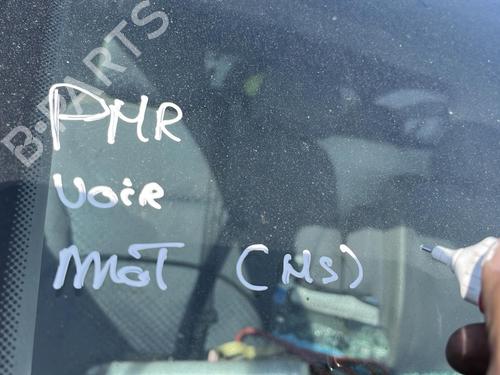 B-PARTS
PMR
VOIR
MOT (HS)